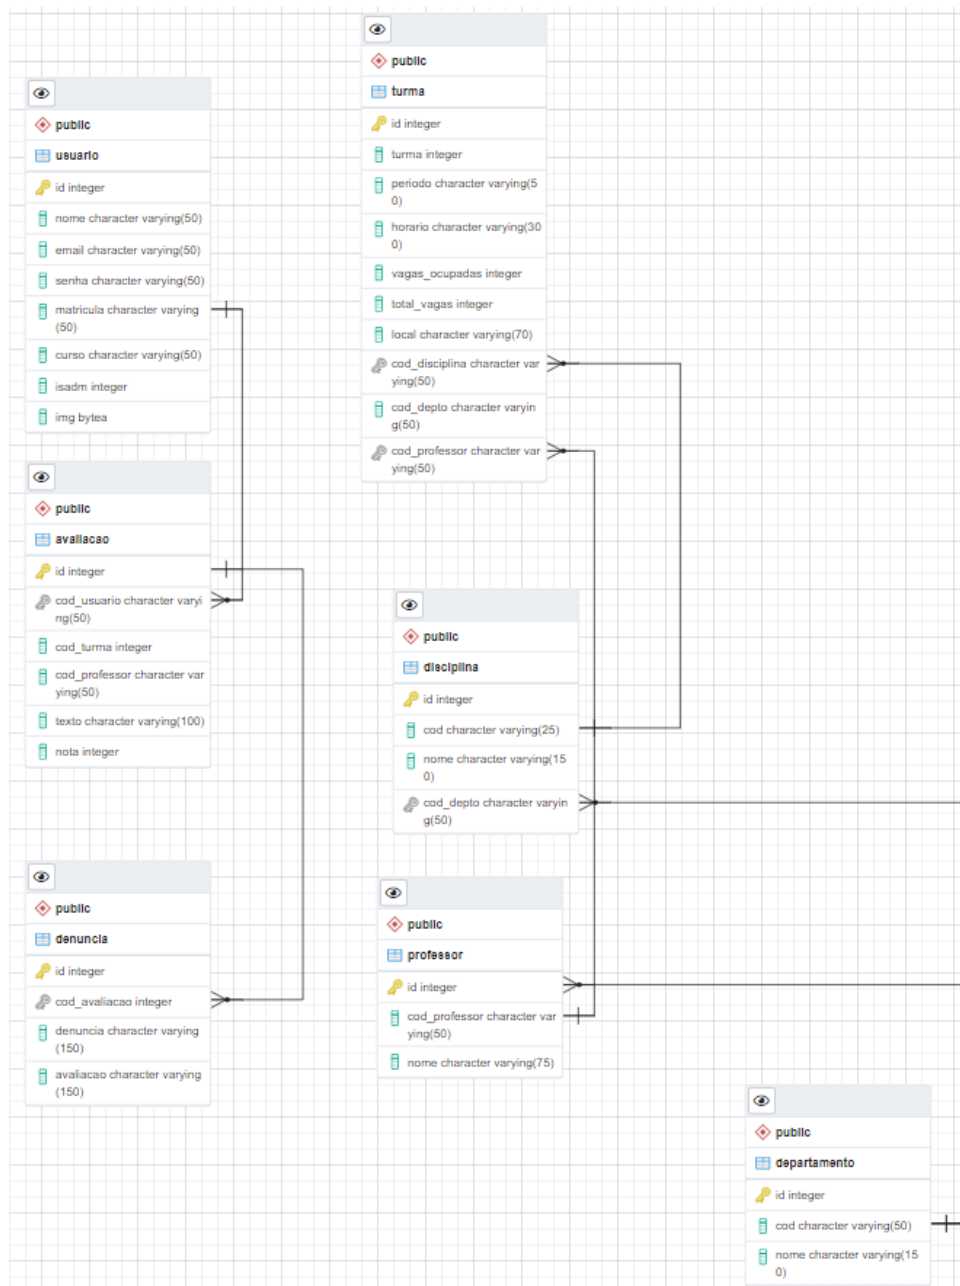 public
usuario
id integer
nome character varying(50)
email character varying(50)
senha character varying(50)
matricula character varying
(50)
curso character varying(50)
isadm integer
img bytea
public
avaliacao
id integer
cod_usuario character varyi
ng(50)
cod_turma integer
cod_professor character var
ying(50)
texto character varying(100)
nota integer
public
denuncia
id integer
cod_avaliacao integer
denuncia character varying
(150)
avaliacao character varying
(150)
public
turma
id integer
turma integer
periodo character varying(5
0)
horario character varying(30
0)
vagas_ocupadas integer
total_vagas integer
local character varying(70)
cod_disciplina character var
ying(50)
cod_depto character varyin
g(50)
cod_professor character var
ying(50)
public
disciplina
id integer
cod character varying(25)
nome character varying(15
0)
cod_depto character varyin
g(50)
public
professor
id integer
cod_professor character var
ying(50)
nome character varying(75)
public
departamento
id integer
cod character varying(50)
nome character varying(15
0)